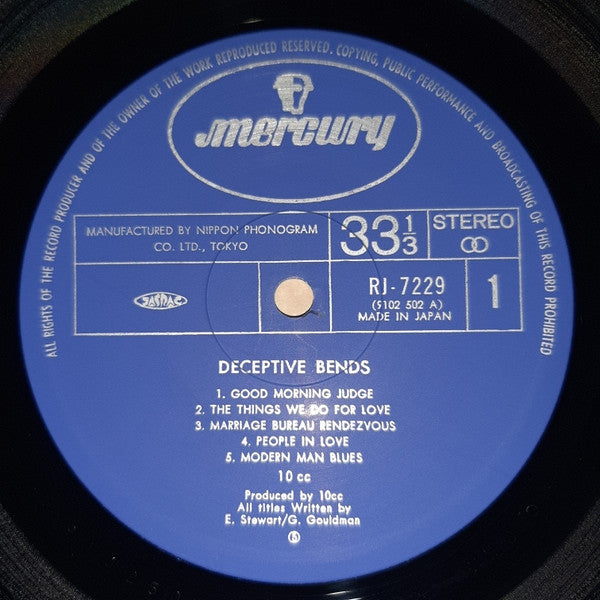 ALL RIGHTS OF THE RECORD PRODUCER AND OF THE OWNER OF THE WORK REPRODUCED RESERVED. COPYING, PUBLIC PERFORMANCE AND BROADCASTING OF THIS RECORD PROHIBITED
mercury
MANUFACTURED BY NIPPON PHONOGRAM
CO. LTD., TOKYO
33 1/3
STEREO
JASRAC
RJ-7229
(5102 502 A)
MADE IN JAPAN
1
DECEPTIVE BENDS
1. GOOD MORNING JUDGE
2. THE THINGS WE DO FOR LOVE
3. MARRIAGE BUREAU RENDEZVOUS
4. PEOPLE IN LOVE
5. MODERN MAN BLUES
10 cc
Produced by 10cc
All titles Written by
E. Stewart/G. Gouldman